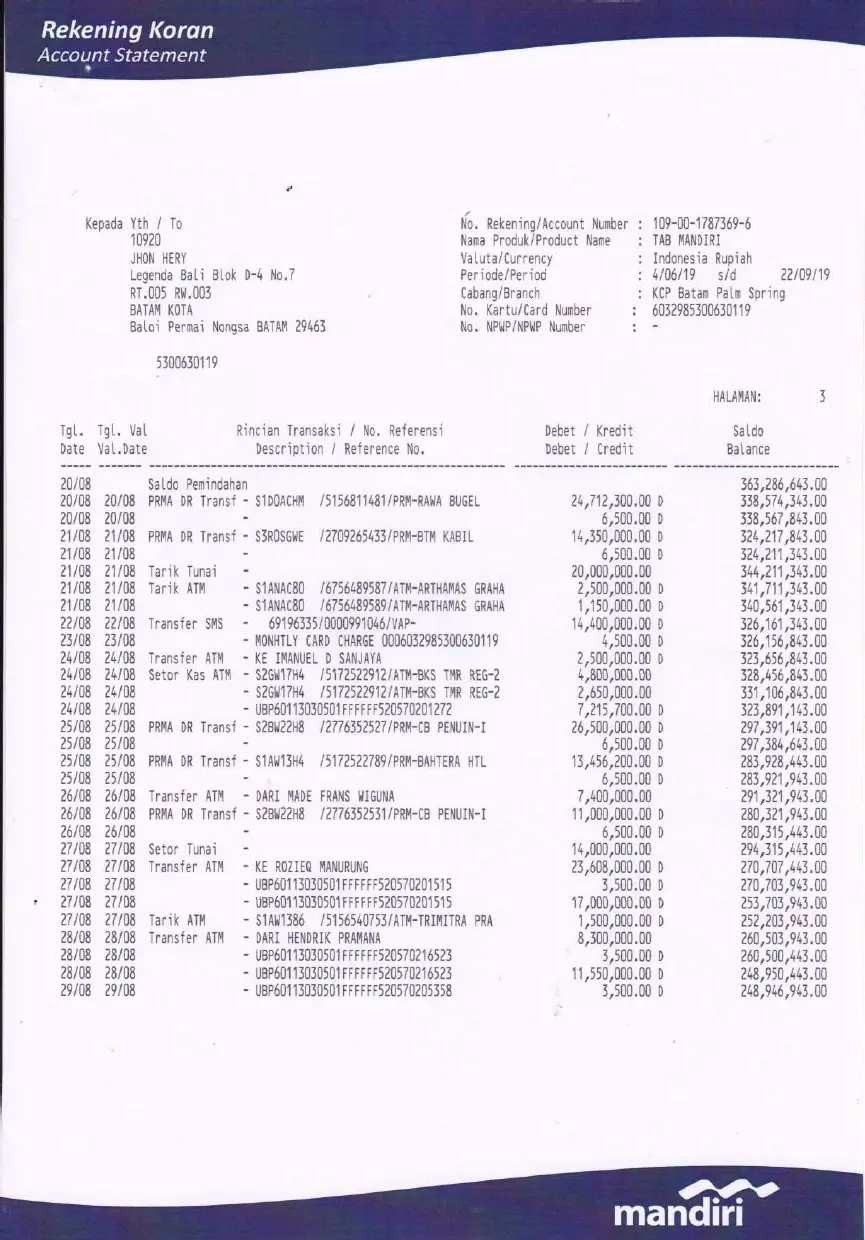 Rekening Koran
Account Statement
Kepada Yth / To
10920
JHON HERY
Legenda Bali Blok D-4 No.7
RT.005 RW.003
BATAM KOTA
Baloi Permai Nongsa BATAM 29463
5300630119
No. Rekening/Account Number : 109-00-1787369-6
Nama Produk/Product Name : TAB MANDIRI
Valuta/Currency : Indonesia Rupiah
Periode/Period : 4/06/19 s/d 22/09/19
Cabang/Branch : KCP Batam Palm Spring
No. Kartu/Card Number : 6032985300630119
No. NPWP/NPWP Number : -
HALAMAN: 3
Tgl. Tgl. Val Rincian Transaksi / No. Referensi Debet / Kredit Saldo
Date Val.Date Description / Reference No. Debet / Credit Balance
20/08 Saldo Pemindahan 363,286,643.00
20/08 20/08 PRMA DR Transf - S1DOACHM /5156811481/PRM-RAWA BUGEL 24,712,300.00 D 338,574,343.00
20/08 20/08 - 6,500.00 D 338,567,843.00
21/08 21/08 PRMA DR Transf - S3ROSGWE /2709265433/PRM-BTM KABIL 14,350,000.00 D 324,217,843.00
21/08 21/08 - 6,500.00 D 324,211,343.00
21/08 21/08 Tarik Tunai - 20,000,000.00 344,211,343.00
21/08 21/08 Tarik ATM - S1ANAC80 /6756489587/ATM-ARTHAMAS GRAHA 2,500,000.00 D 341,711,343.00
21/08 21/08 - S1ANAC80 /6756489589/ATM-ARTHAMAS GRAHA 1,150,000.00 D 340,561,343.00
22/08 22/08 Transfer SMS - 69196335/0000991046/VAP- 14,400,000.00 D 326,161,343.00
23/08 23/08 - MONHTLY CARD CHARGE 0006032985300630119 4,500.00 D 326,156,843.00
24/08 24/08 Transfer ATM - KE IMANUEL D SANJAYA 2,500,000.00 D 323,656,843.00
24/08 24/08 Setor Kas ATM - S2GW17H4 /5172522912/ATM-BKS TMR REG-2 4,800,000.00 328,456,843.00
24/08 24/08 - S2GW17H4 /5172522912/ATM-BKS TMR REG-2 2,650,000.00 331,106,843.00
24/08 24/08 - UBP60113030501FFFFFF520570201272 7,215,700.00 D 323,891,143.00
25/08 25/08 PRMA DR Transf - S2BW22H8 /2776352527/PRM-CB PENUIN-I 26,500,000.00 D 297,391,143.00
25/08 25/08 - 6,500.00 D 297,384,643.00
25/08 25/08 PRMA DR Transf - S1AW13H4 /5172522789/PRM-BAHTERA HTL 13,456,200.00 D 283,928,443.00
25/08 25/08 - 6,500.00 D 283,921,943.00
26/08 26/08 Transfer ATM - DARI MADE FRANS WIGUNA 7,400,000.00 291,321,943.00
26/08 26/08 PRMA DR Transf - S2BW22H8 /2776352531/PRM-CB PENUIN-I 11,000,000.00 D 280,321,943.00
26/08 26/08 - 6,500.00 D 280,315,443.00
27/08 27/08 Setor Tunai - 14,000,000.00 294,315,443.00
27/08 27/08 Transfer ATM - KE ROZIEQ MANURUNG 23,608,000.00 D 270,707,443.00
27/08 27/08 - UBP60113030501FFFFFF520570201515 3,500.00 D 270,703,943.00
27/08 27/08 - UBP60113030501FFFFFF520570201515 17,000,000.00 D 253,703,943.00
27/08 27/08 Tarik ATM - S1AW1386 /5156540753/ATM-TRIMITRA PRA 1,500,000.00 D 252,203,943.00
28/08 28/08 Transfer ATM - DARI HENDRIK PRAMANA 8,300,000.00 260,503,943.00
28/08 28/08 - UBP60113030501FFFFFF520570216523 3,500.00 D 260,500,443.00
28/08 28/08 - UBP60113030501FFFFFF520570216523 11,550,000.00 D 248,950,443.00
29/08 29/08 - UBP60113030501FFFFFF520570205358 3,500.00 D 248,946,943.00
mandiri